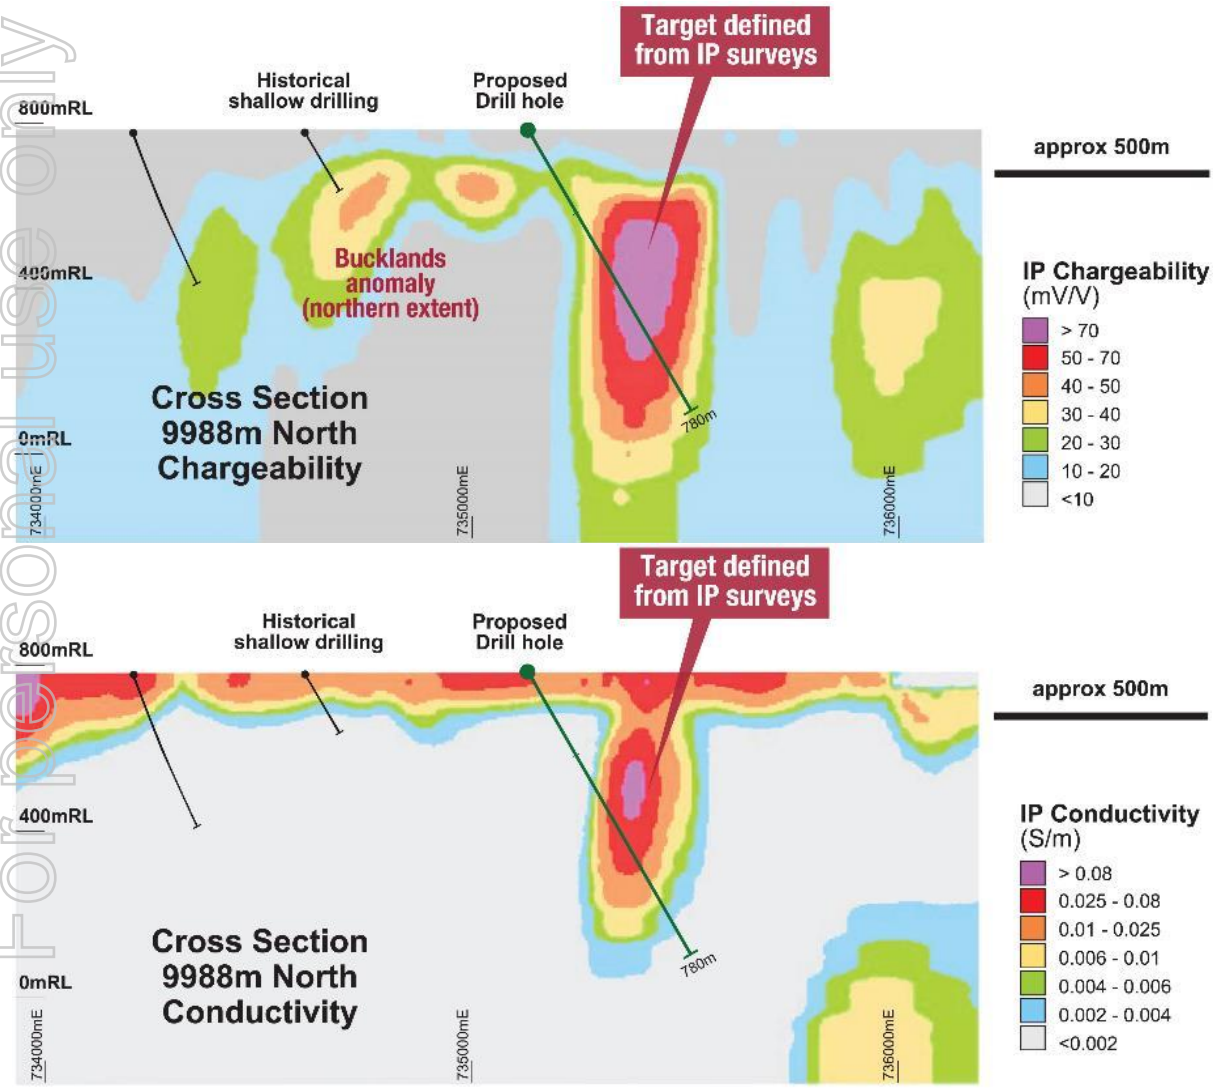 For personal use only
Target defined
from IP surveys
Historical
shallow drilling
Proposed
Drill hole
800mRL
approx 500m
400mRL
Bucklands
anomaly
(northern extent)
IP Chargeability
(mV/V)
> 70
50 - 70
40 - 50
30 - 40
20 - 30
10 - 20
<10
Cross Section
9988m North
Chargeability
780m
0mRL
734000mE
735000mE
736000mE
Target defined
from IP surveys
Historical
shallow drilling
Proposed
Drill hole
800mRL
approx 500m
400mRL
IP Conductivity
(S/m)
> 0.08
0.025 - 0.08
0.01 - 0.025
0.006 - 0.01
0.004 - 0.006
0.002 - 0.004
<0.002
Cross Section
9988m North
Conductivity
780m
0mRL
734000mE
735000mE
736000mE